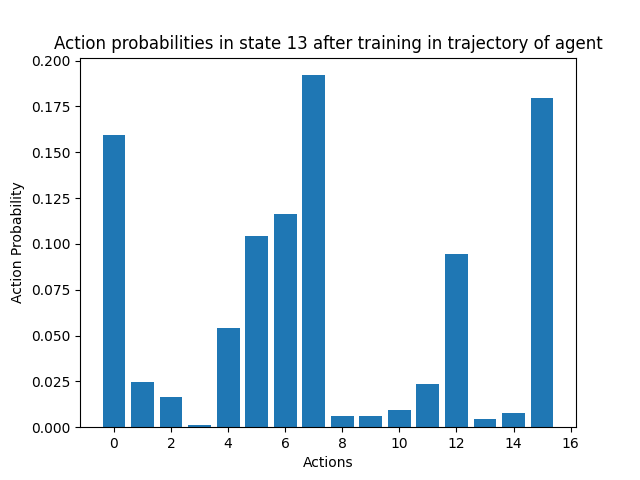 Action probabilities in state 13 after training in trajectory of agent
0.200
0.175
0.150
0.125
0.100
0.075
0.050
0.025
0.000
Action Probability
0 2 4 6 8 10 12 14 16
Actions